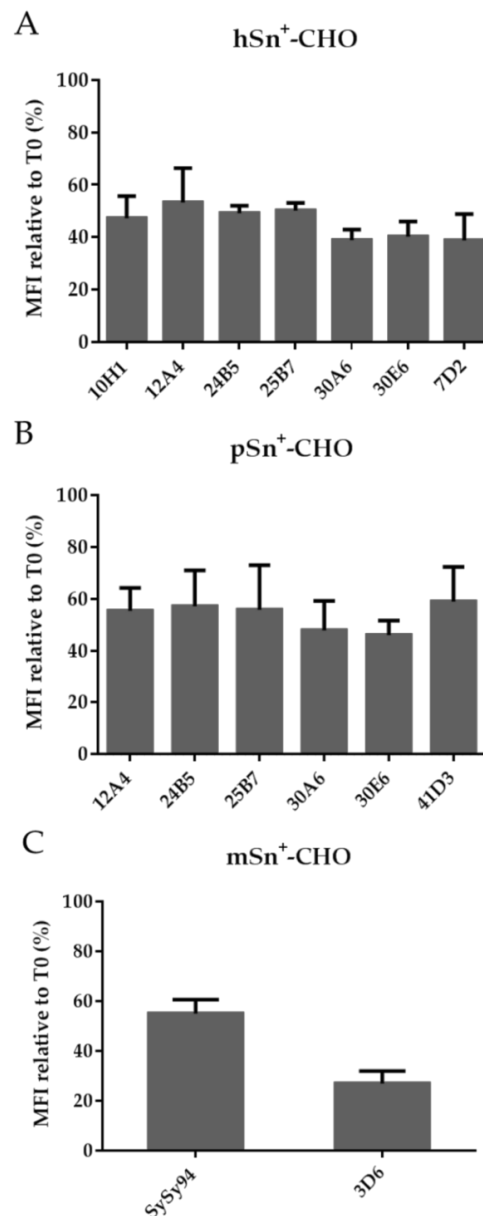 A
hSn⁺-CHO
MFI relative to T0 (%)
100
80
60
40
20
0
10H1 12A4 24B5 25B7 30A6 30E6 7D2
B
pSn⁺-CHO
MFI relative to T0 (%)
100
80
60
40
20
0
12A4 24B5 25B7 30A6 30E6 41D3
C
mSn⁺-CHO
MFI relative to T0 (%)
100
80
60
40
20
0
SySy94 3D6